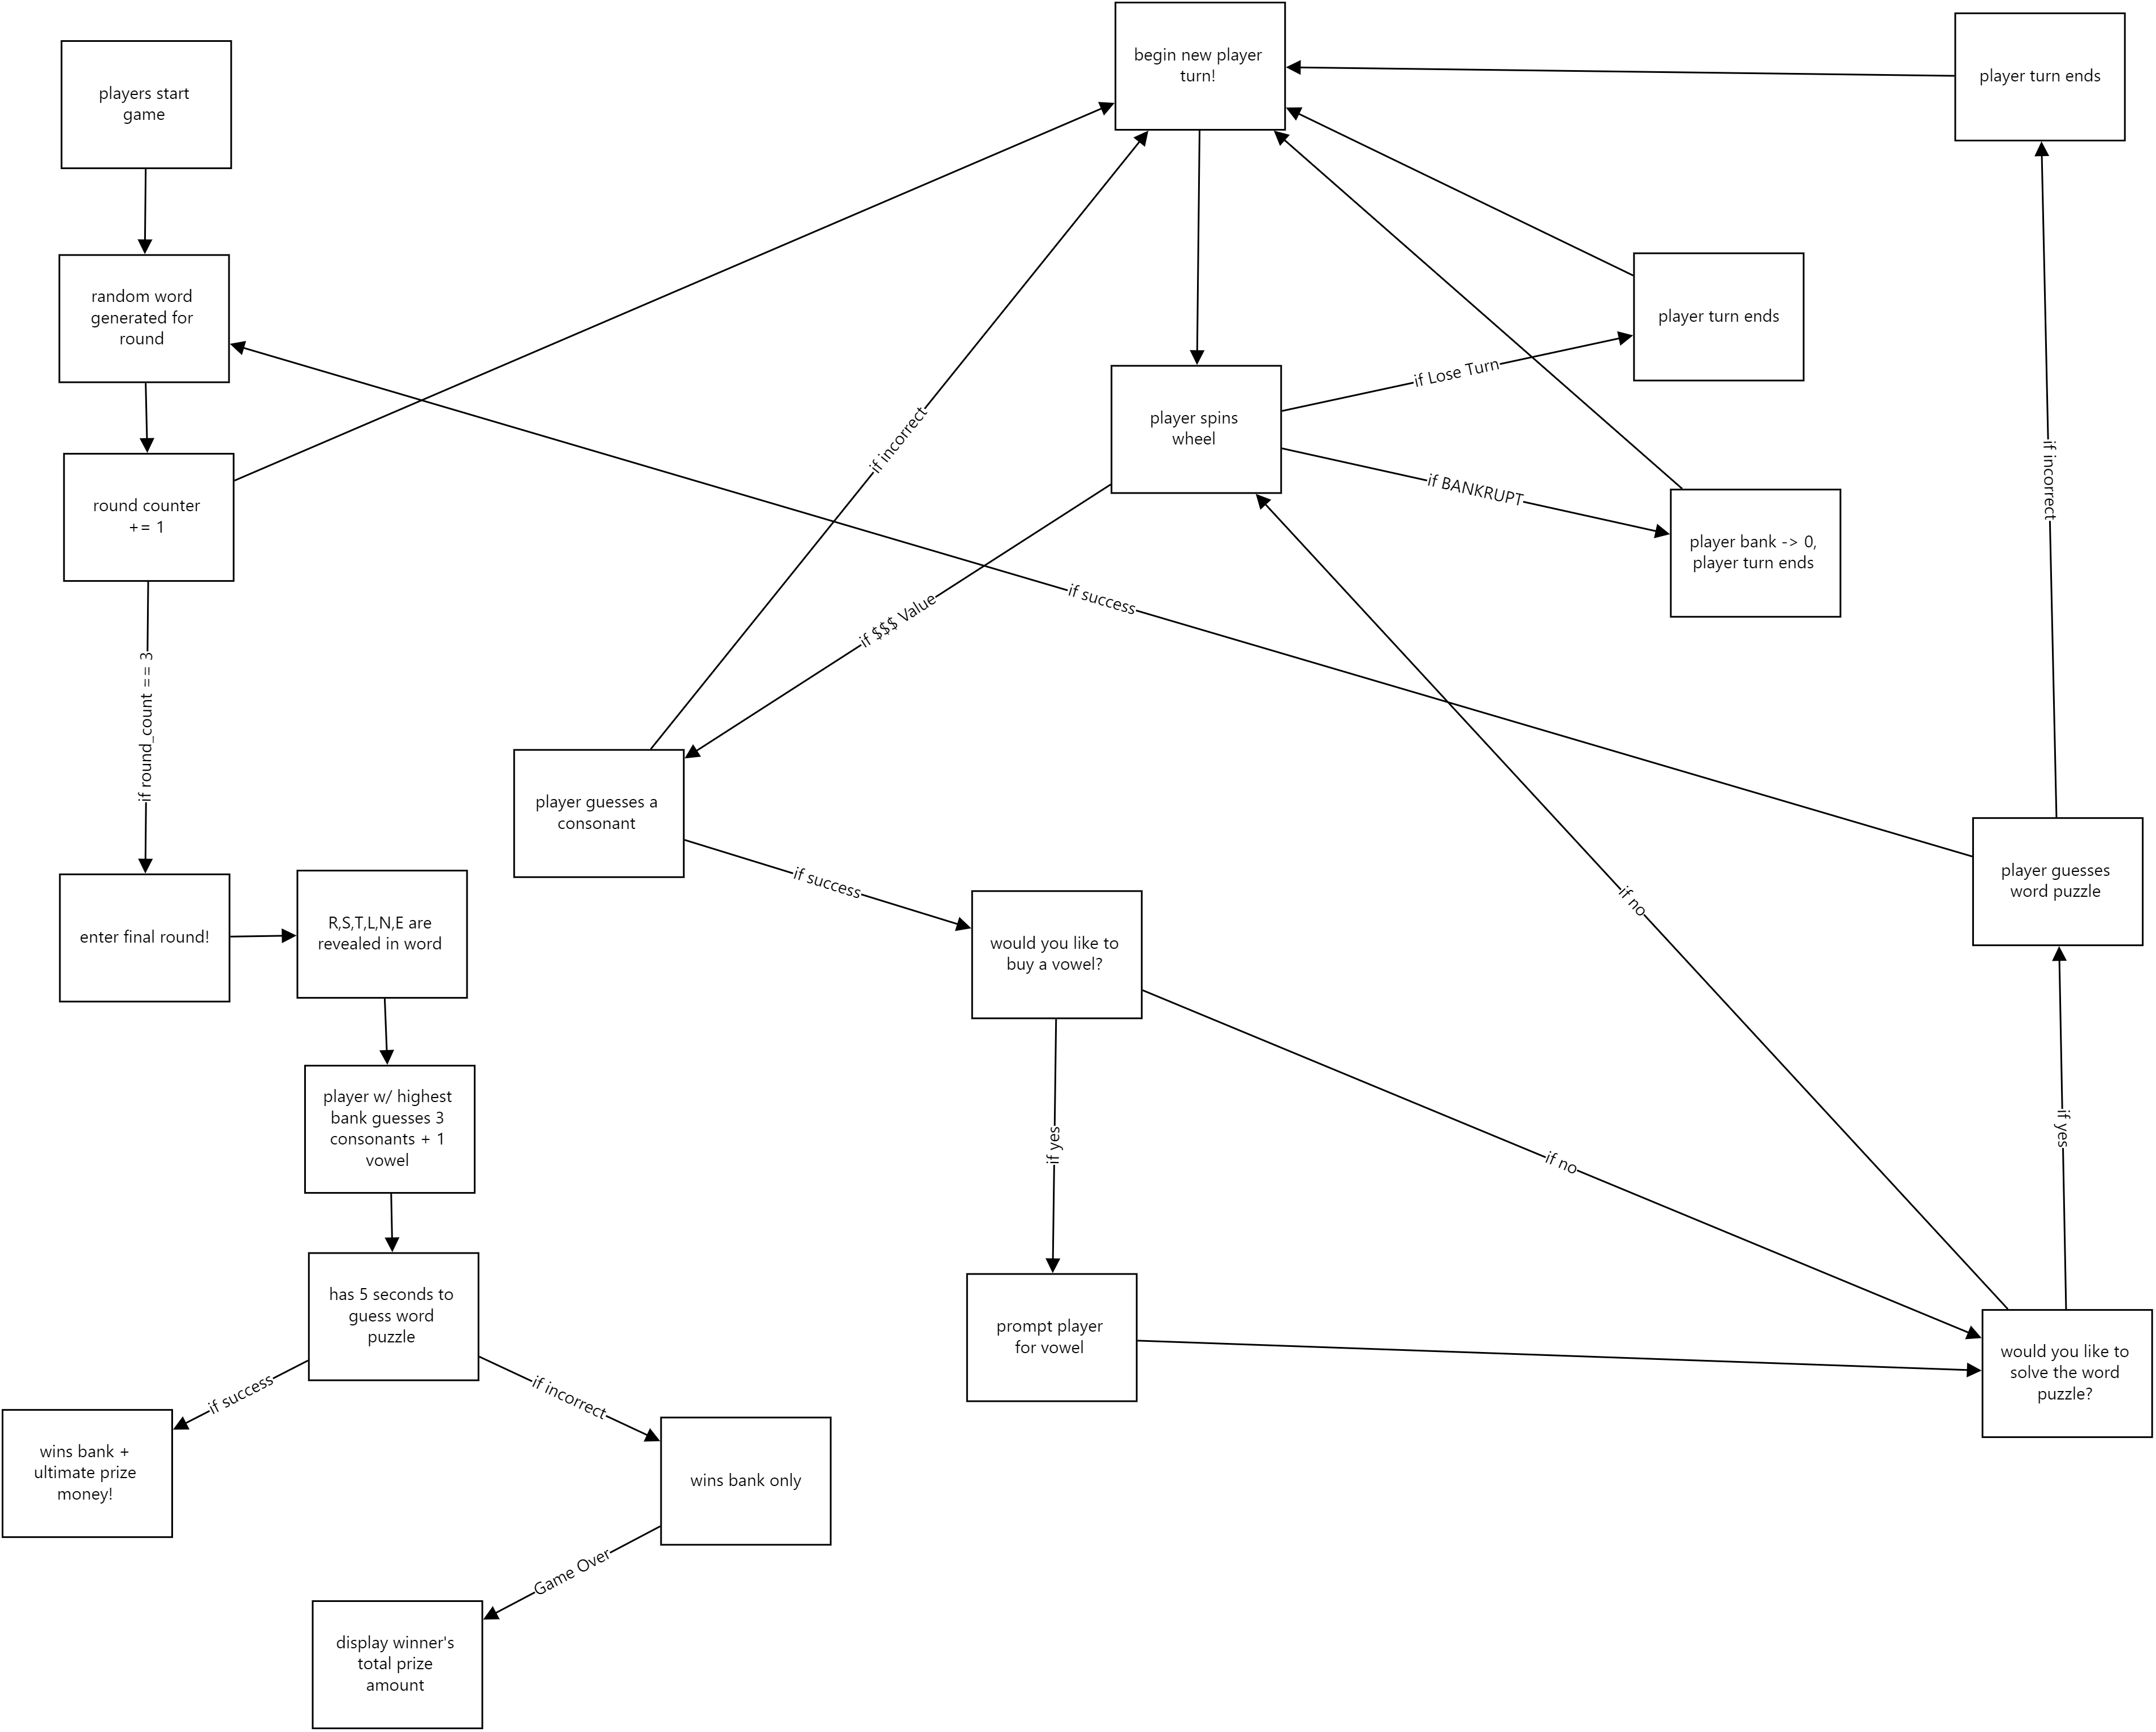 begin new player
turn!
player turn ends
players start
game
random word
generated for
round
player turn ends
if Lose Turn
player spins
wheel
if incorrect
if BANKRUPT
if incorrect
round counter
+= 1
player bank -> 0,
player turn ends
if success
if $$$ Value
if round_count == 3
player guesses a
consonant
player guesses
word puzzle
if success
if no
enter final round!
R,S,T,L,N,E are
revealed in word
would you like to
buy a vowel?
player w/ highest
bank guesses 3
consonants + 1
vowel
if yes
if no
if yes
has 5 seconds to
guess word
puzzle
prompt player
for vowel
would you like to
solve the word
puzzle?
if success
if incorrect
wins bank +
ultimate prize
money!
wins bank only
Game Over
display winner's
total prize
amount